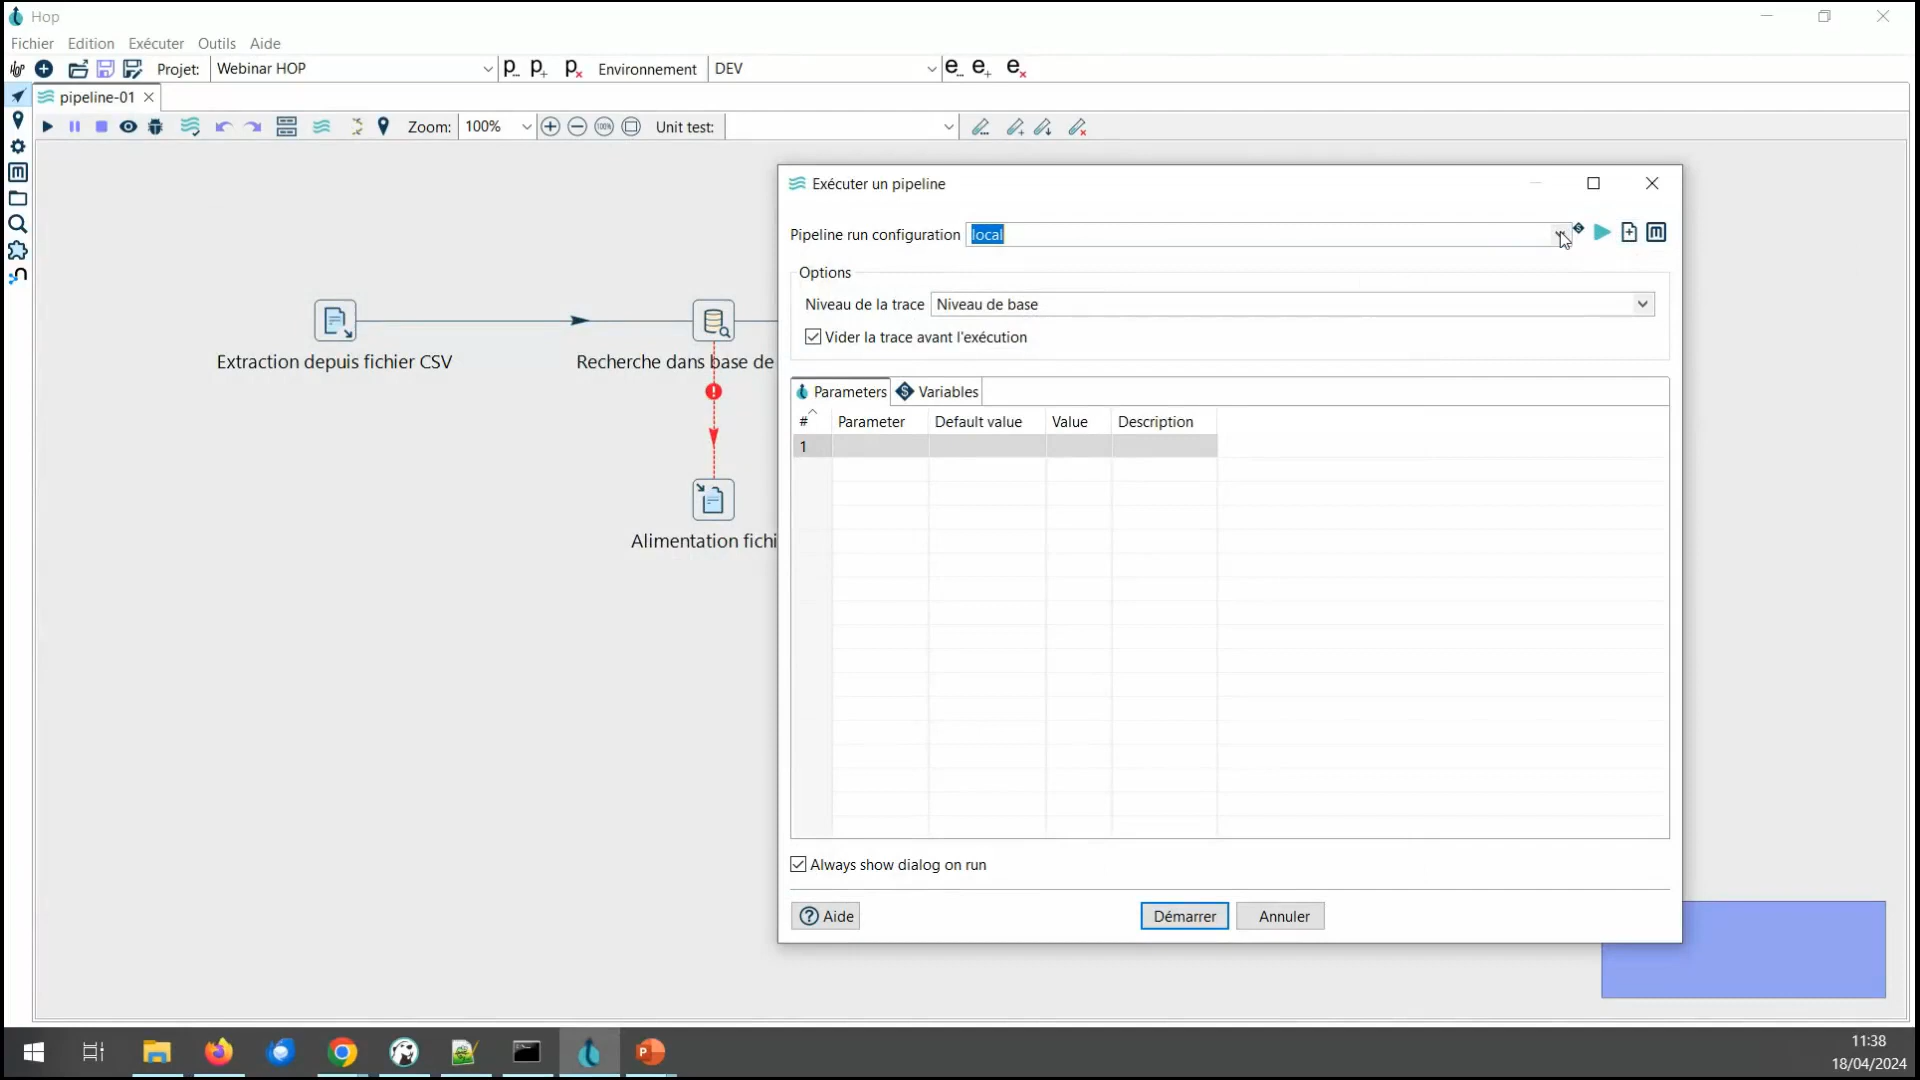 Hop
Fichier Edition Exécuter Outils Aide
Projet: Webinar HOP Environnement DEV
pipeline-01
Zoom: 100% Unit test:
Exécuter un pipeline
Pipeline run configuration local
Options
Niveau de la trace Niveau de base
Vider la trace avant l'exécution
Extraction depuis fichier CSV
Recherche dans base de
Alimentation fichi
Parameters Variables
# Parameter Default value Value Description
1
Always show dialog on run
Aide Démarrer Annuler
11:38
18/04/2024